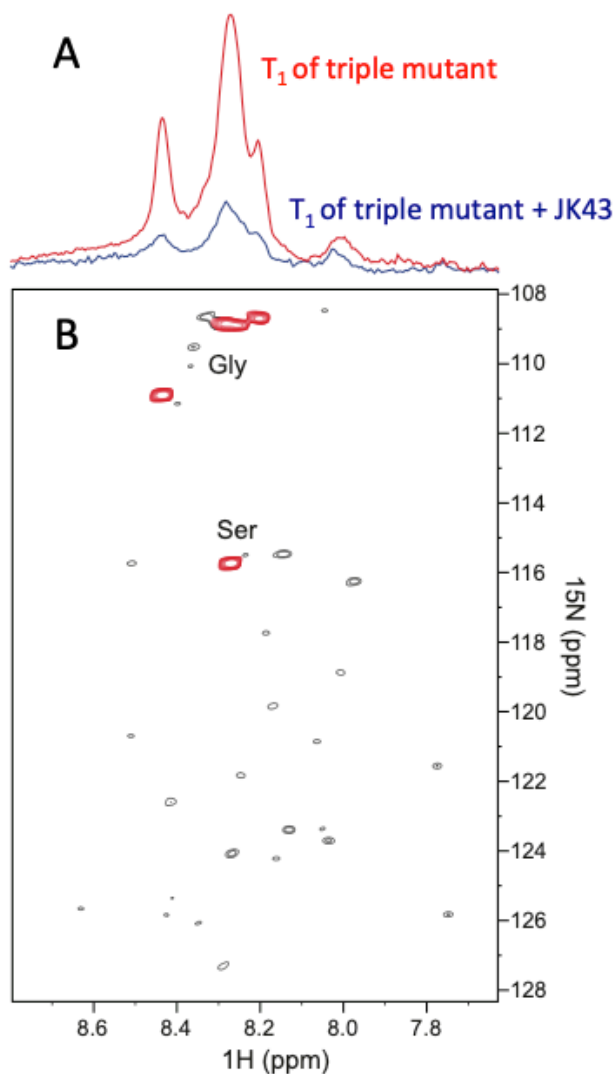 A
T1 of triple mutant
T1 of triple mutant + JK43
B
Gly
Ser
108
110
112
114
116
118
120
122
124
126
128
15N (ppm)
8.6 8.4 8.2 8.0 7.8
1H (ppm)